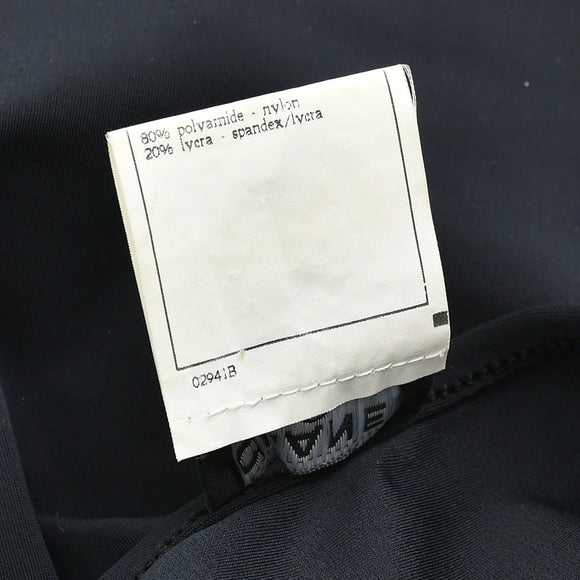 80% polyamide - nylon
20% lycra - spandex/lycra
02941B